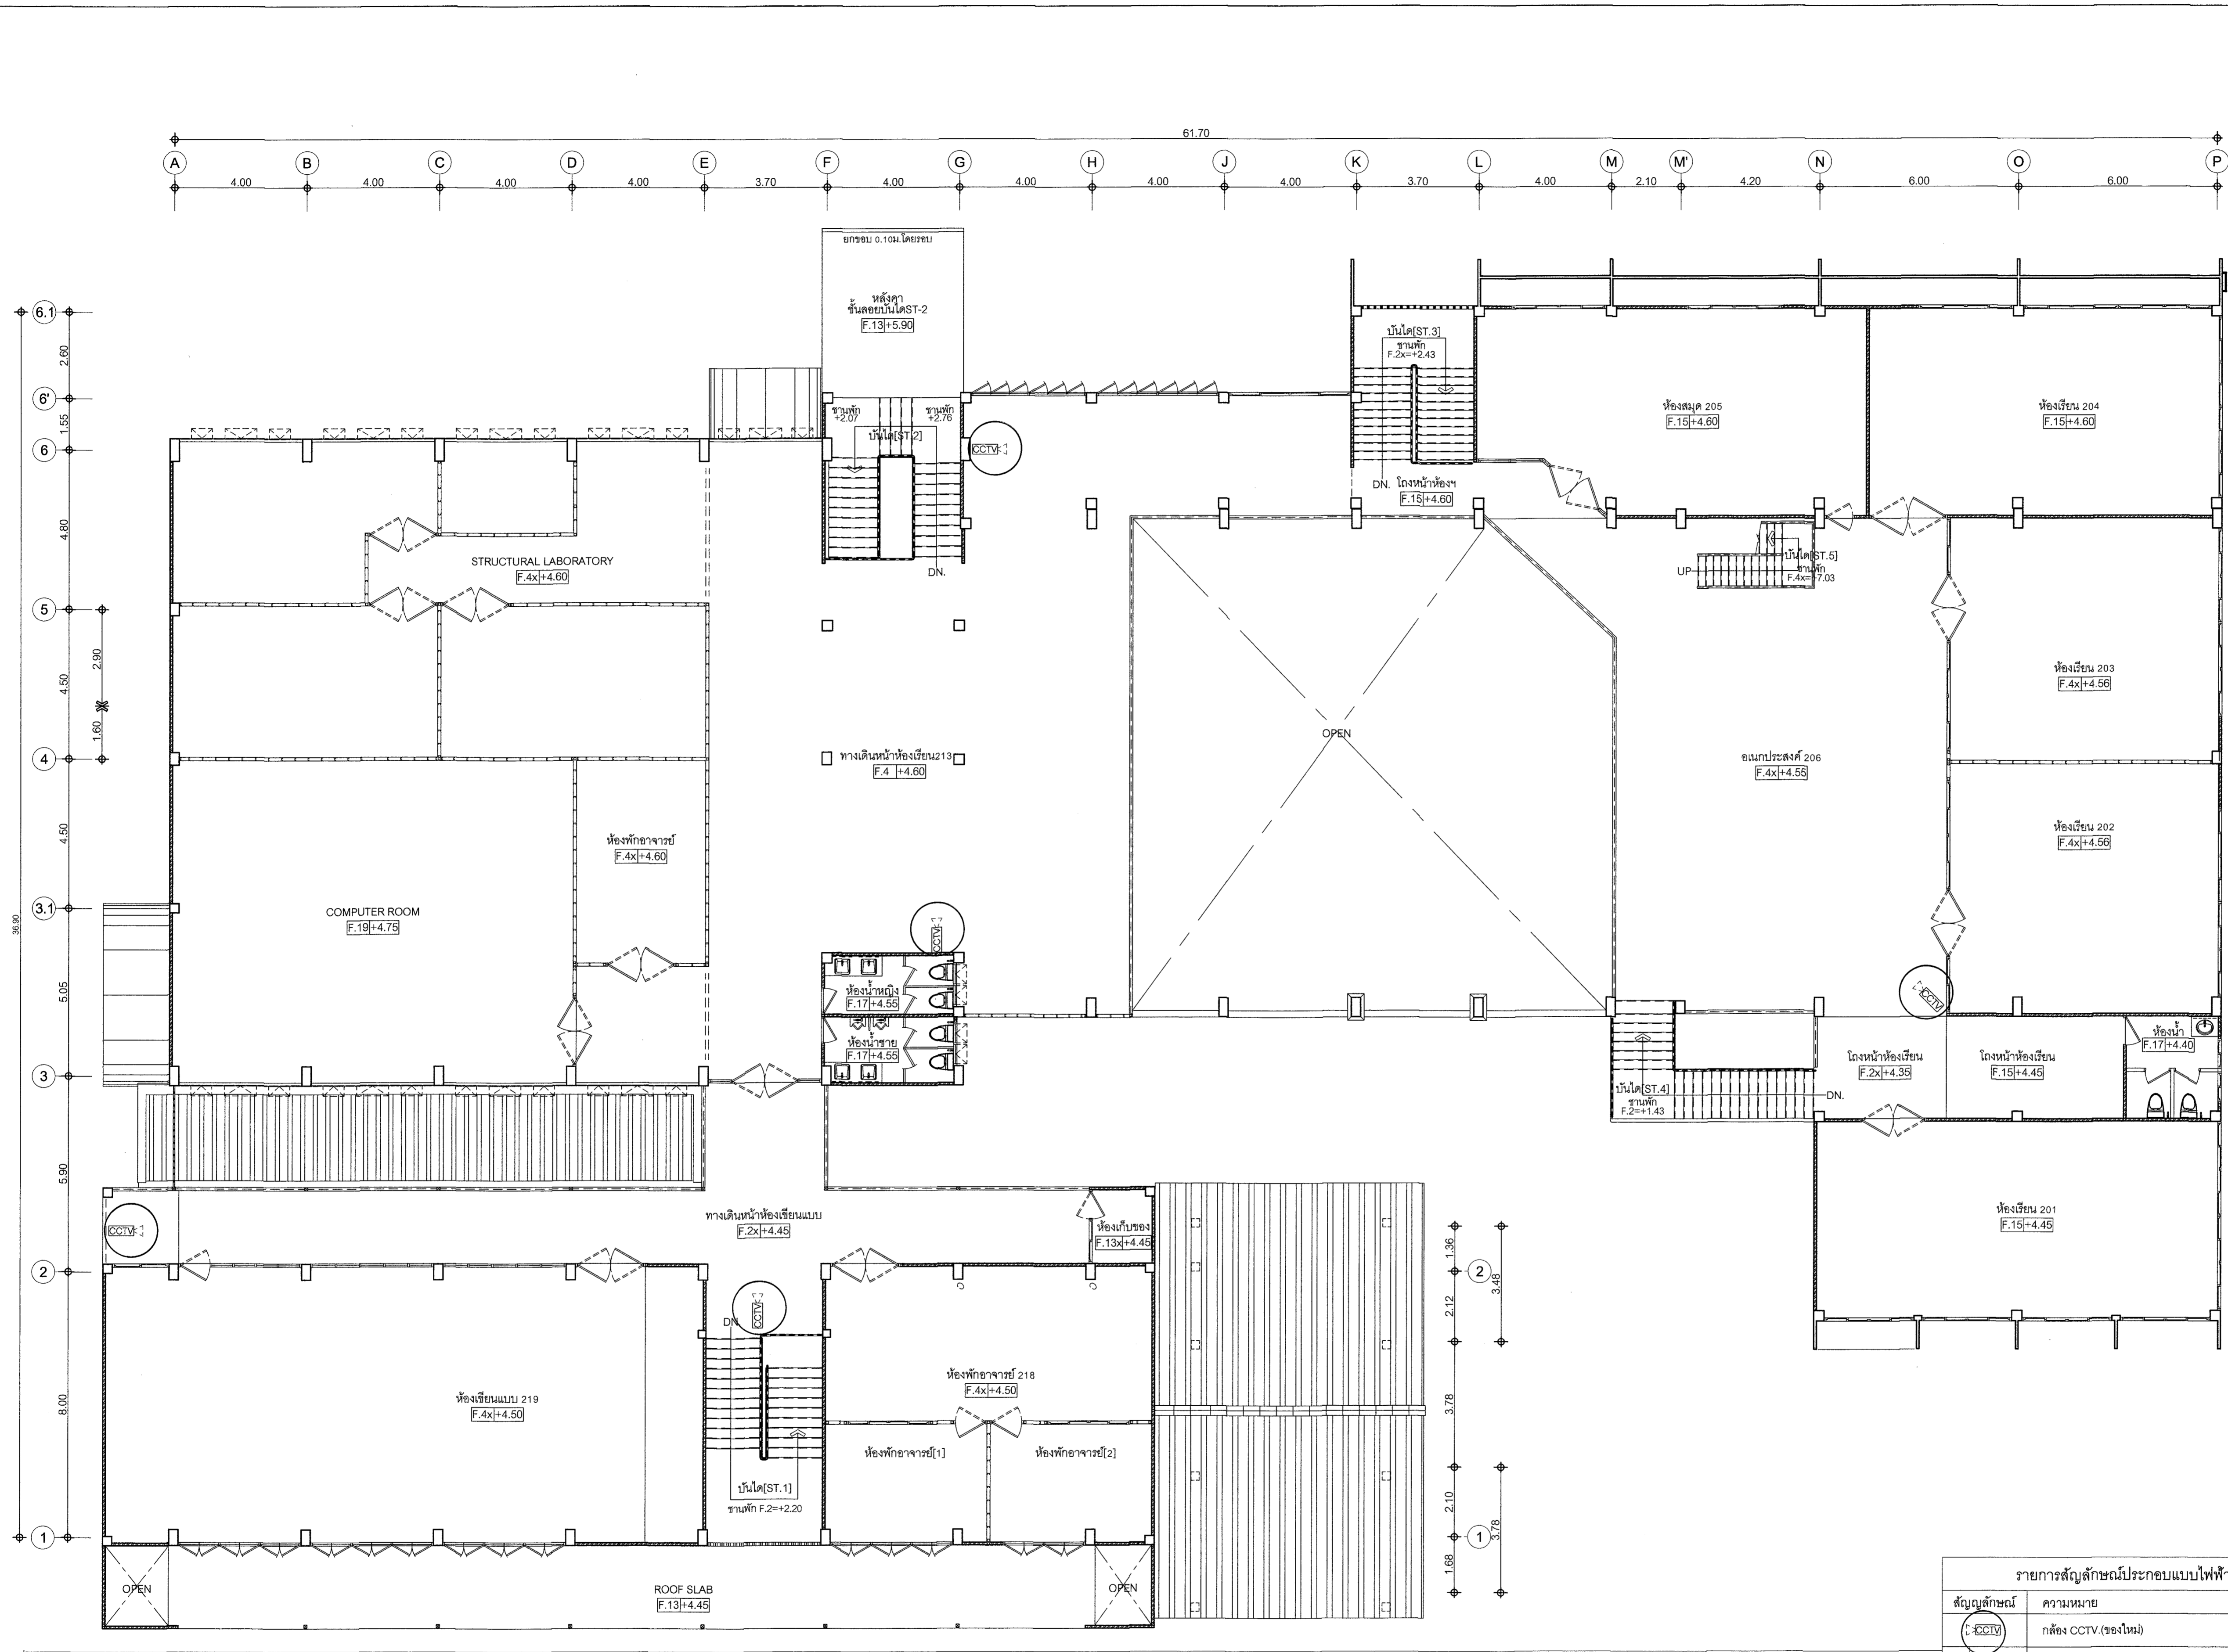 61.70
A B C D E F G H J K L M M' N O P
4.00 4.00 4.00 4.00 3.70 4.00 4.00 4.00 4.00 3.70 4.00 2.10 4.20 6.00 6.00
ยกขอบ 0.10ม.โดยรอบ
หลังคา
ชั้นลอยบันไดST-2
F.13 +5.90
6.1
2.60
6'
1.55
6
4.80
5
2.90
4.50
1.60
4
4.50
3.1
36.90
5.05
3
5.90
2
8.00
1
ชานพัก
+2.07
ชานพัก
+2.76
บันได[ST.2]
DN.
CCTV
บันได[ST.3]
ชานพัก
F.2x=+2.43
DN.
โถงหน้าห้องฯ
F.15 +4.60
ห้องสมุด 205
F.15 +4.60
ห้องเรียน 204
F.15 +4.60
STRUCTURAL LABORATORY
F.4x +4.60
UP
บันได[ST.5]
ชานพัก
F.4x=+7.03
ห้องเรียน 203
F.4x +4.56
OPEN
ทางเดินหน้าห้องเรียน213
F.4 +4.60
อเนกประสงค์ 206
F.4x +4.55
ห้องพักอาจารย์
F.4x +4.60
ห้องเรียน 202
F.4x +4.56
COMPUTER ROOM
F.19 +4.75
CCTV
ห้องน้ำหญิง
F.17 +4.55
ห้องน้ำชาย
F.17 +4.55
CCTV
โถงหน้าห้องเรียน
F.2x +4.35
โถงหน้าห้องเรียน
F.15 +4.45
ห้องน้ำ
F.17 +4.40
บันได[ST.4]
ชานพัก
F.2=+1.43
DN.
CCTV
ทางเดินหน้าห้องเขียนแบบ
F.2x +4.45
ห้องเก็บของ
F.13x +4.45
ห้องเรียน 201
F.15 +4.45
1.36
2
3.48
2.12
3.78
2.10
1
3.78
1.68
DN.
CCTV
ห้องเขียนแบบ 219
F.4x +4.50
ห้องพักอาจารย์ 218
F.4x +4.50
ห้องพักอาจารย์[1]
ห้องพักอาจารย์[2]
บันได[ST.1]
ชานพัก F.2=+2.20
OPEN
ROOF SLAB
F.13 +4.45
OPEN
รายการสัญลักษณ์ประกอบแบบไฟฟ้า
สัญญลักษณ์ ความหมาย
CCTV กล้อง CCTV.(ของใหม่)